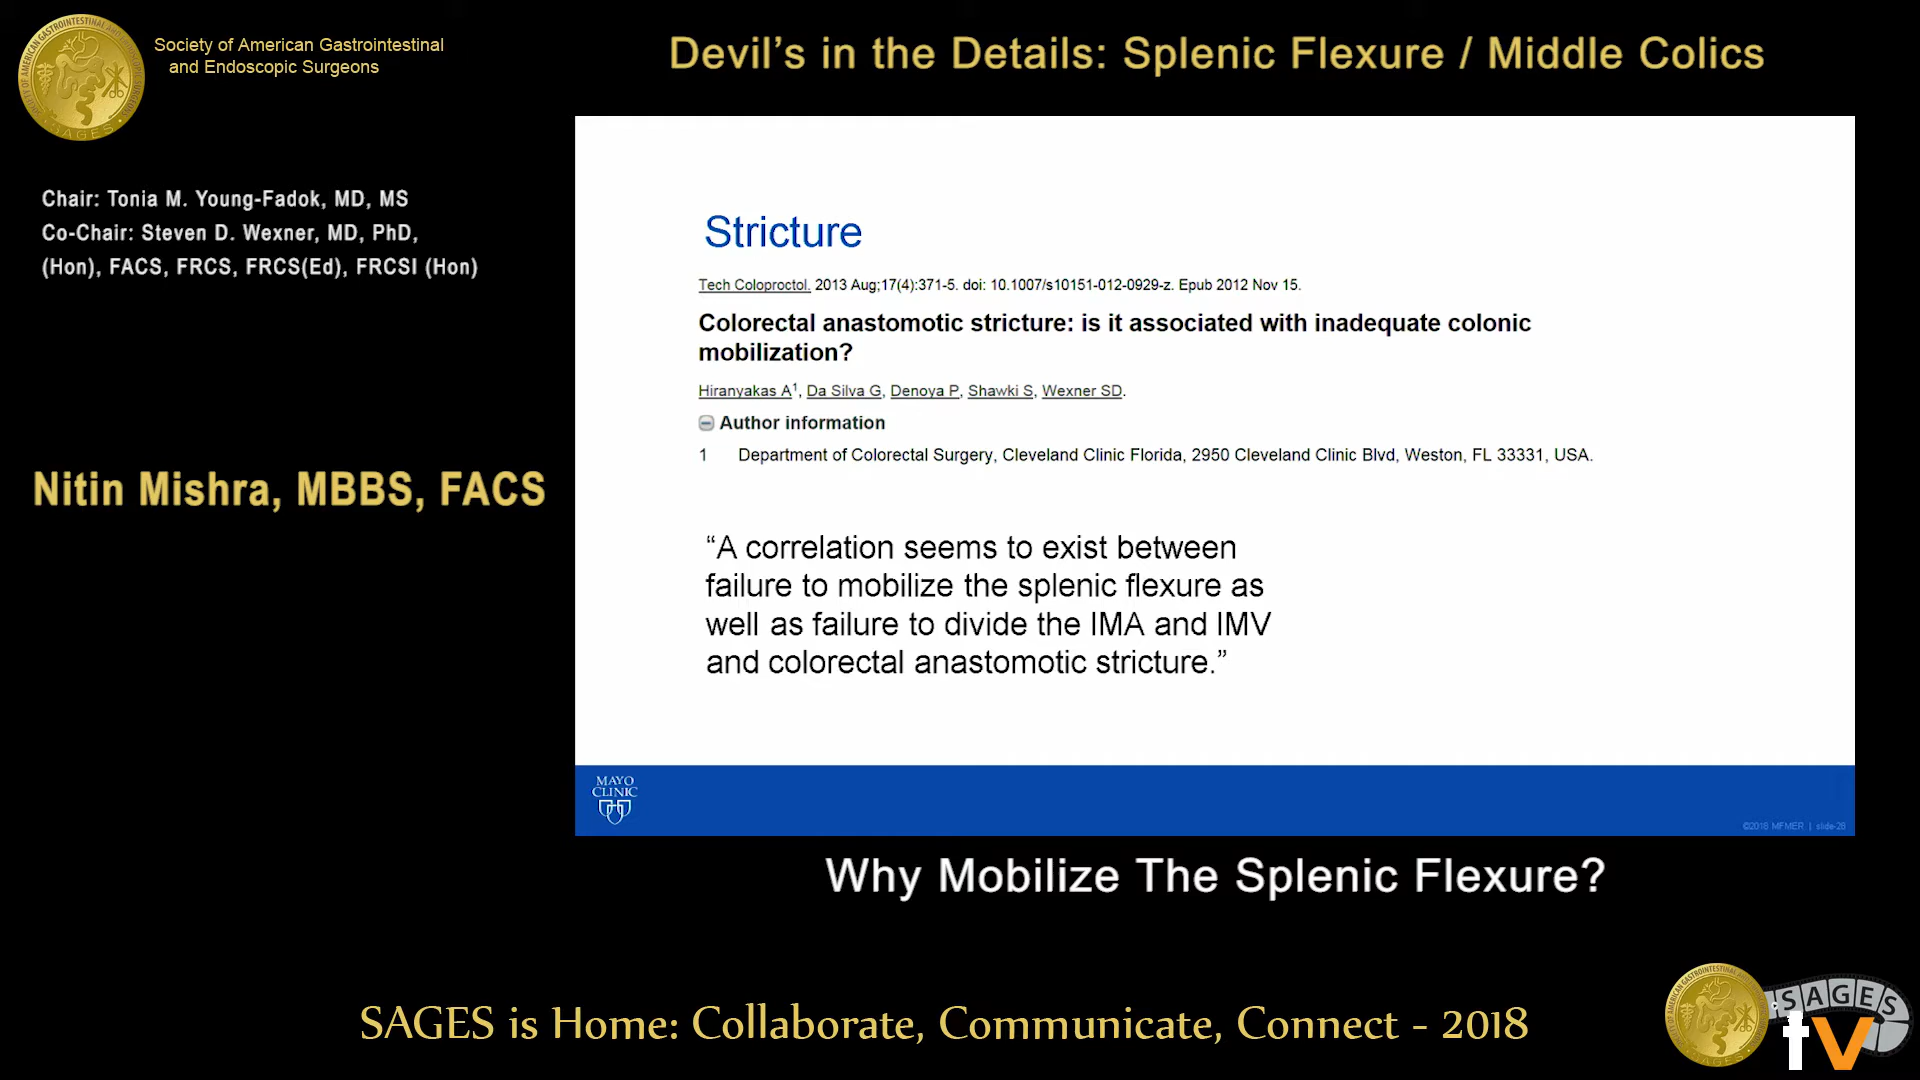 Society of American Gastrointestinal
and Endoscopic Surgeons
Devil's in the Details: Splenic Flexure / Middle Colics
Chair: Tonia M. Young-Fadok, MD, MS
Co-Chair: Steven D. Wexner, MD, PhD,
(Hon), FACS, FRCS, FRCS(Ed), FRCSI (Hon)
Nitin Mishra, MBBS, FACS
Stricture
Tech Coloproctol. 2013 Aug;17(4):371-5. doi: 10.1007/s10151-012-0929-z. Epub 2012 Nov 15.
Colorectal anastomotic stricture: is it associated with inadequate colonic
mobilization?
Hiranyakas A1, Da Silva G, Denoya P, Shawki S, Wexner SD.
Author information
1 Department of Colorectal Surgery, Cleveland Clinic Florida, 2950 Cleveland Clinic Blvd, Weston, FL 33331, USA.
“A correlation seems to exist between
failure to mobilize the splenic flexure as
well as failure to divide the IMA and IMV
and colorectal anastomotic stricture.”
MAYO
CLINIC
©2018 MFMER | slide-28
Why Mobilize The Splenic Flexure?
SAGES is Home: Collaborate, Communicate, Connect - 2018
SAGES
tv